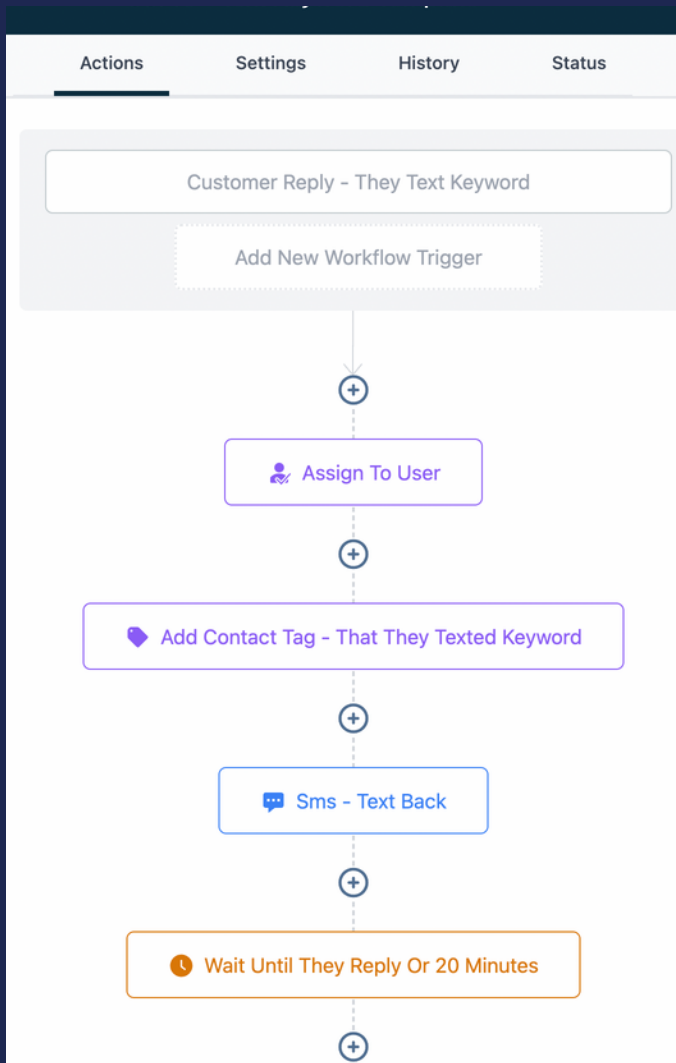 Actions Settings History Status
Customer Reply - They Text Keyword
Add New Workflow Trigger
Assign To User
Add Contact Tag - That They Texted Keyword
Sms - Text Back
Wait Until They Reply Or 20 Minutes